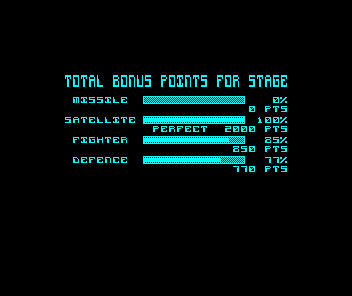 TOTAL BONUS POINTS FOR STAGE
MISSILE 0%
0 PTS
SATELLITE 100%
PERFECT 2000 PTS
FIGHTER 85%
850 PTS
DEFENCE 77%
770 PTS